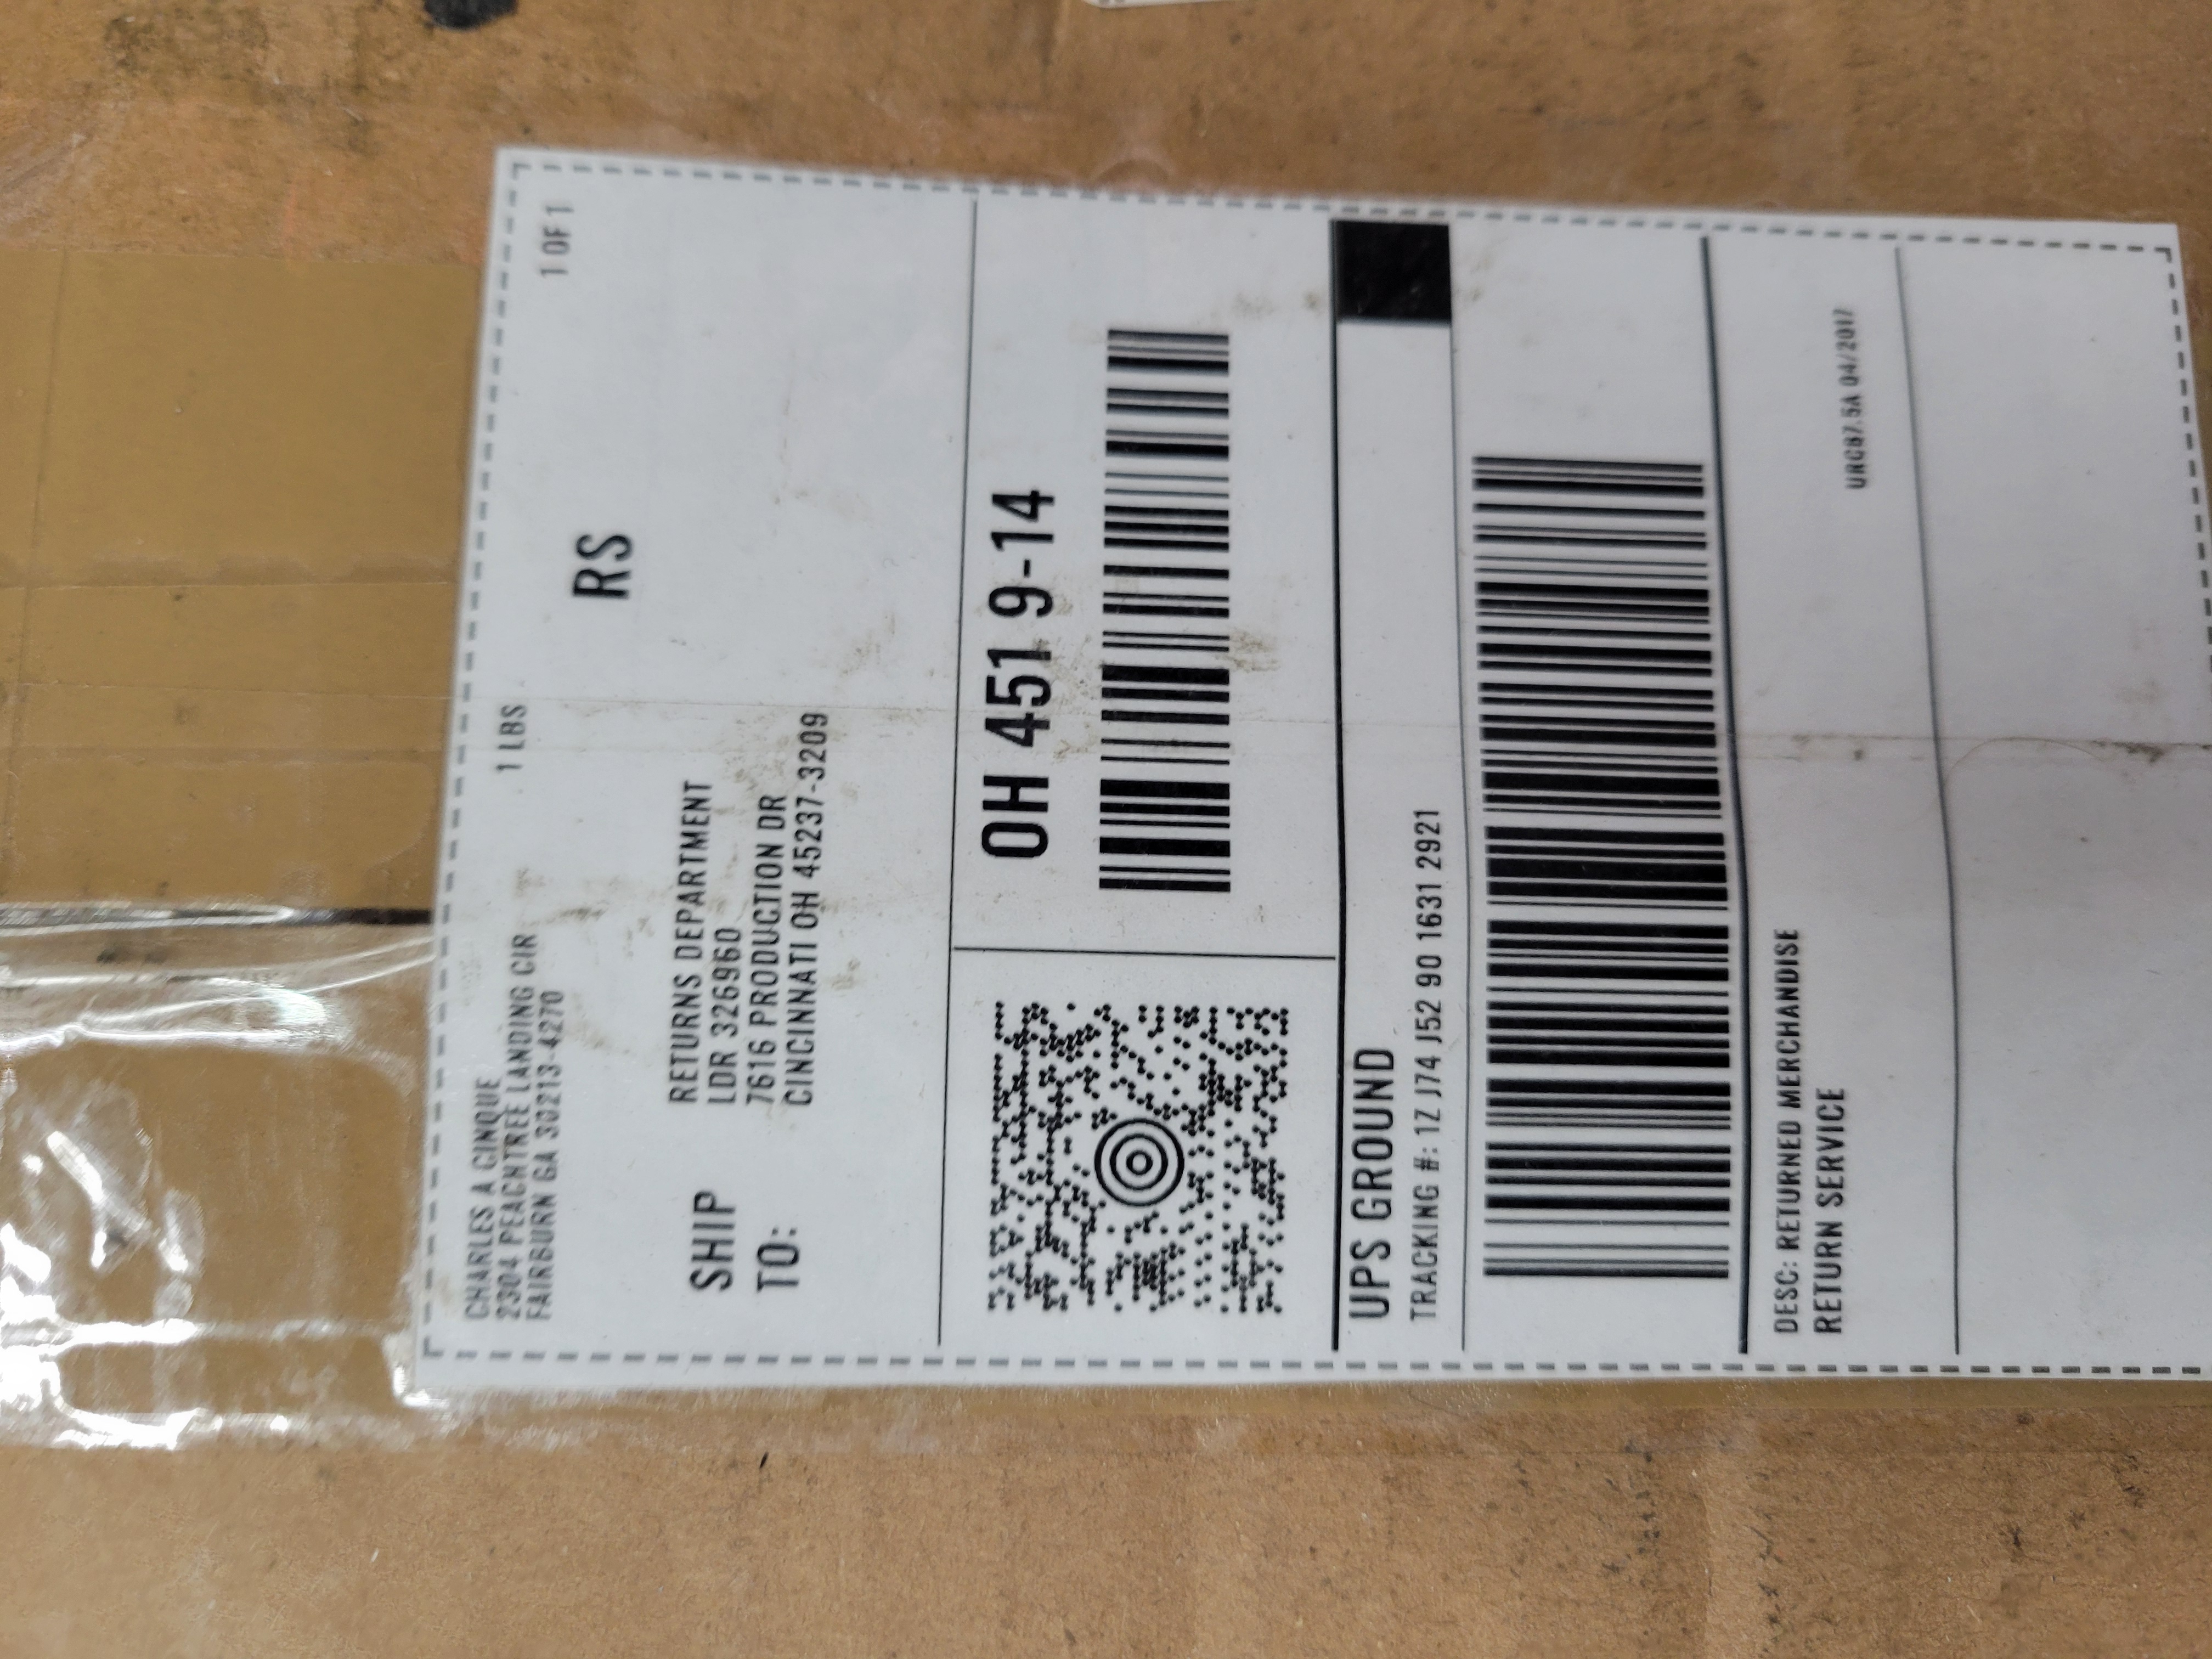 CHARLES A CINQUE
2304 PEACHTREE LANDING CIR
FAIRBURN GA 30213-4270
1 LBS
1 OF 1
RS
SHIP
TO:
RETURNS DEPARTMENT
LDR 3269960
7616 PRODUCTION DR
CINCINNATI OH 45237-3209
OH 451 9-14
UPS GROUND
TRACKING #: 1Z J74 J52 90 1631 2921
DESC: RETURNED MERCHANDISE
RETURN SERVICE
URC87.5A 04/2017